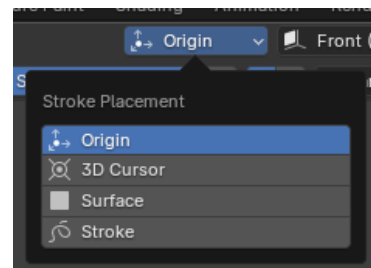 Origin
Front (
Stroke Placement
Origin
3D Cursor
Surface
Stroke